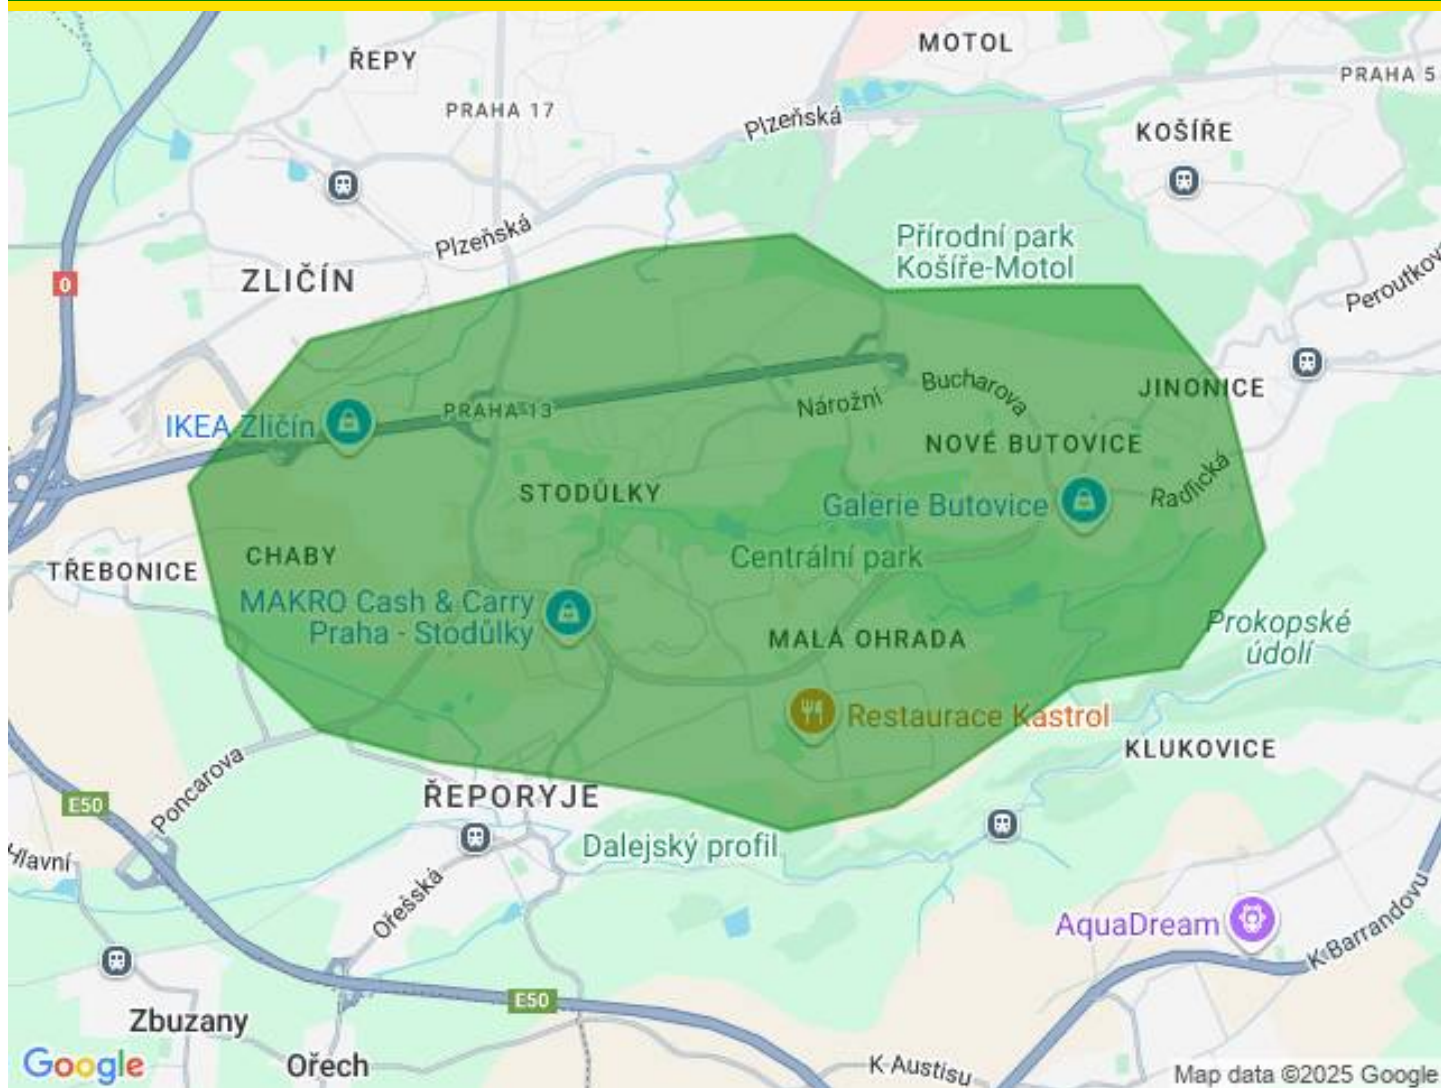 MOTOL
ŘEPY
PRAHA 5
PRAHA 17
Plzeňská
KOŠÍŘE
Plzeňská
Přírodní park
Košíře-Motol
ZLIČÍN
0
Peroutkova
JINONICE
Bucharova
Nárožní
PRAHA 13
IKEA Zličín
NOVÉ BUTOVICE
Radlická
STODŮLKY
Galerie Butovice
CHABY
Centrální park
TŘEBONICE
MAKRO Cash & Carry
Praha - Stodůlky
MALÁ OHRADA
Prokopské
údolí
Restaurace Kastrol
KLUKOVICE
Poncarova
ŘEPORYJE
E50
Dalejský profil
Hlavní
Ořešská
AquaDream
K Barrandovu
E50
Zbuzany
Ořech
K Austisu
Google
Map data ©2025 Google